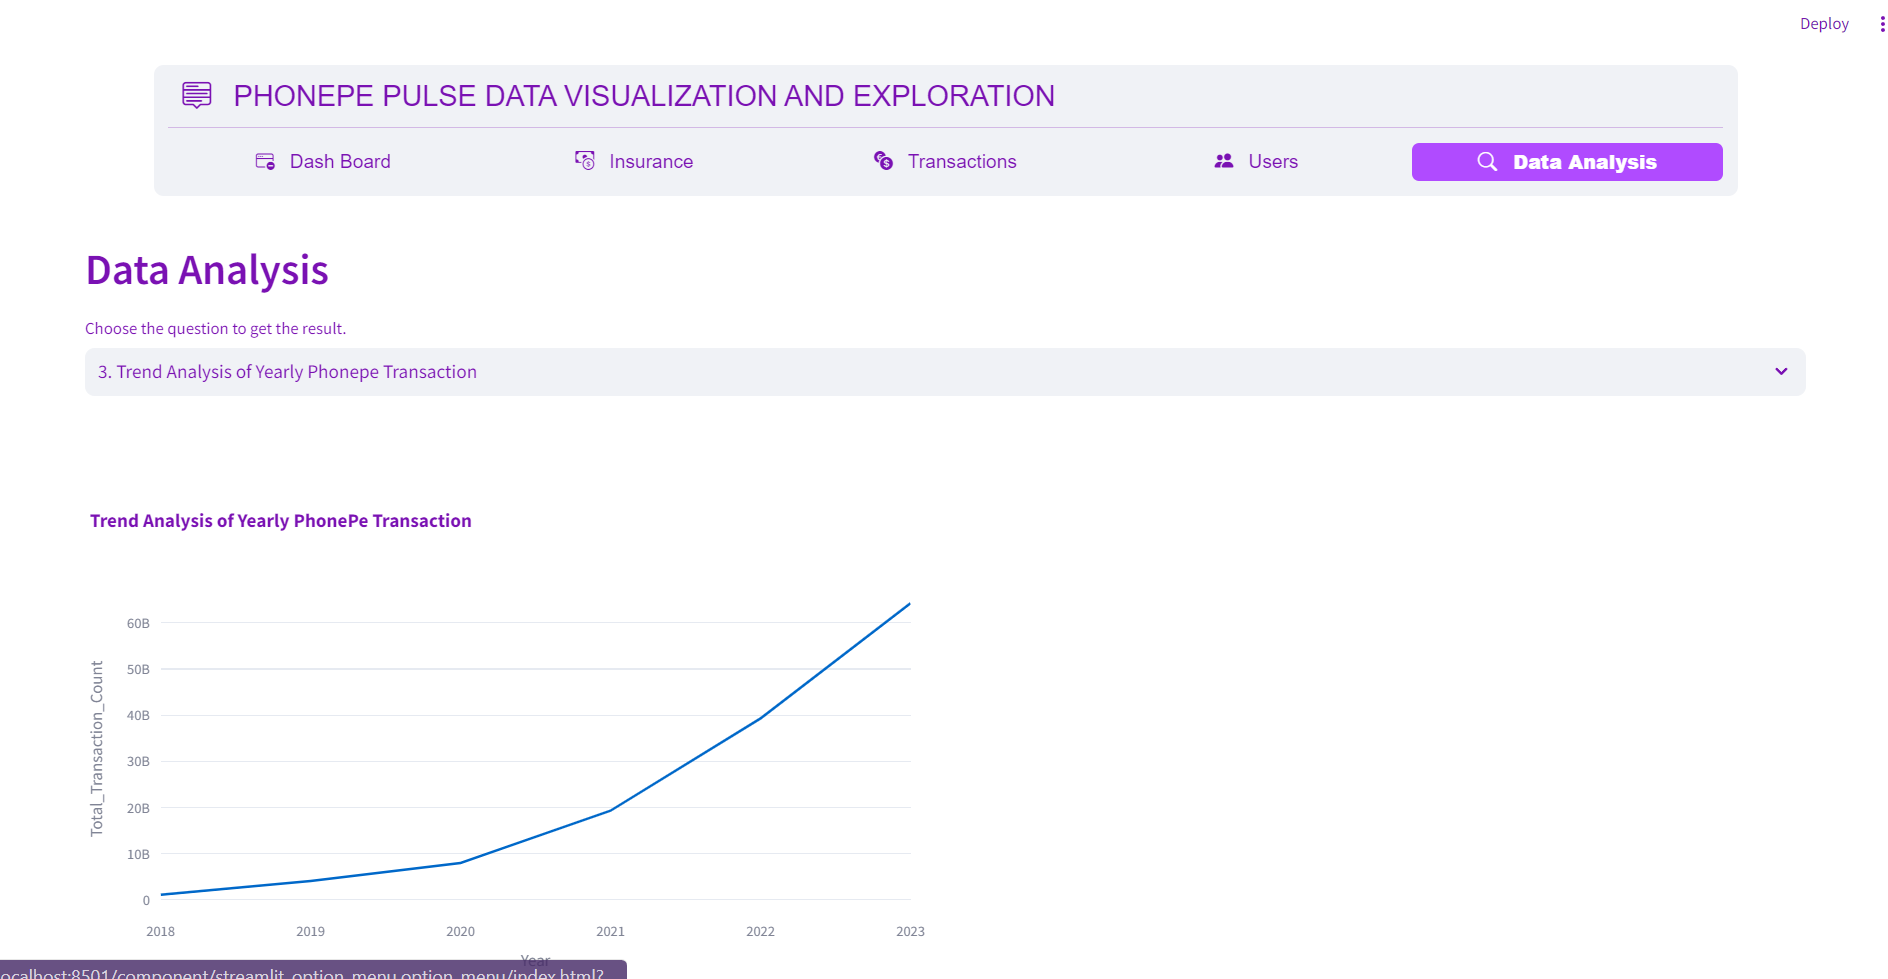 Deploy
PHONEPE PULSE DATA VISUALIZATION AND EXPLORATION
Dash Board
Insurance
Transactions
Users
Data Analysis
Data Analysis
Choose the question to get the result.
3. Trend Analysis of Yearly Phonepe Transaction
Trend Analysis of Yearly PhonePe Transaction
Total_Transaction_Count
60B
50B
40B
30B
20B
10B
0
2018 2019 2020 2021 2022 2023
Year
ocalhost:8501/component/streamlit_option_menu.option_menu/index.html?